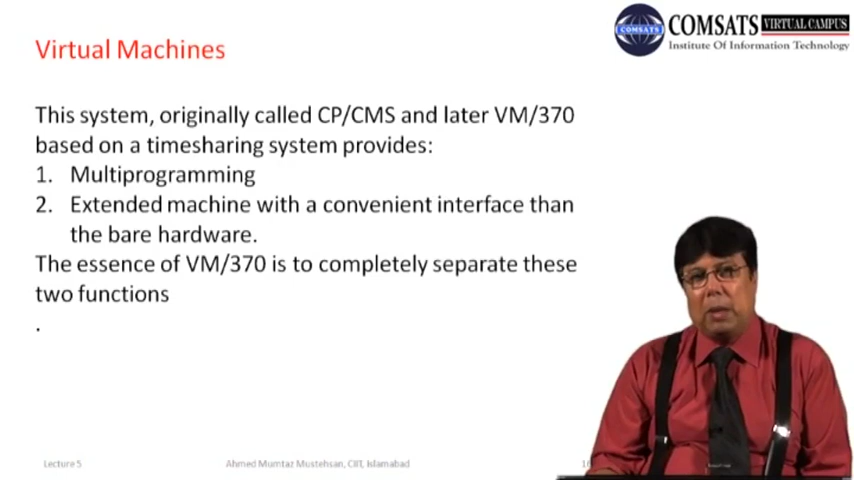 Virtual Machines
COMSATS
COMSATS VIRTUAL CAMPUS
Institute Of Information Technology
This system, originally called CP/CMS and later VM/370
based on a timesharing system provides:
1. Multiprogramming
2. Extended machine with a convenient interface than
the bare hardware.
The essence of VM/370 is to completely separate these
two functions
.
Lecture 5
Ahmed Mumtaz Mustehsan, CIIT, Islamabad